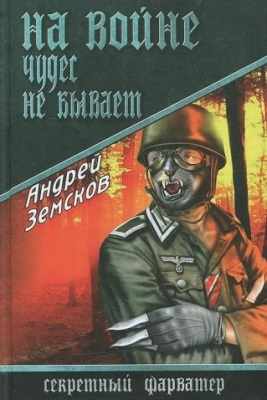 На войне
чудес
не бывает
Андрей
Земсков
секретный фарватер